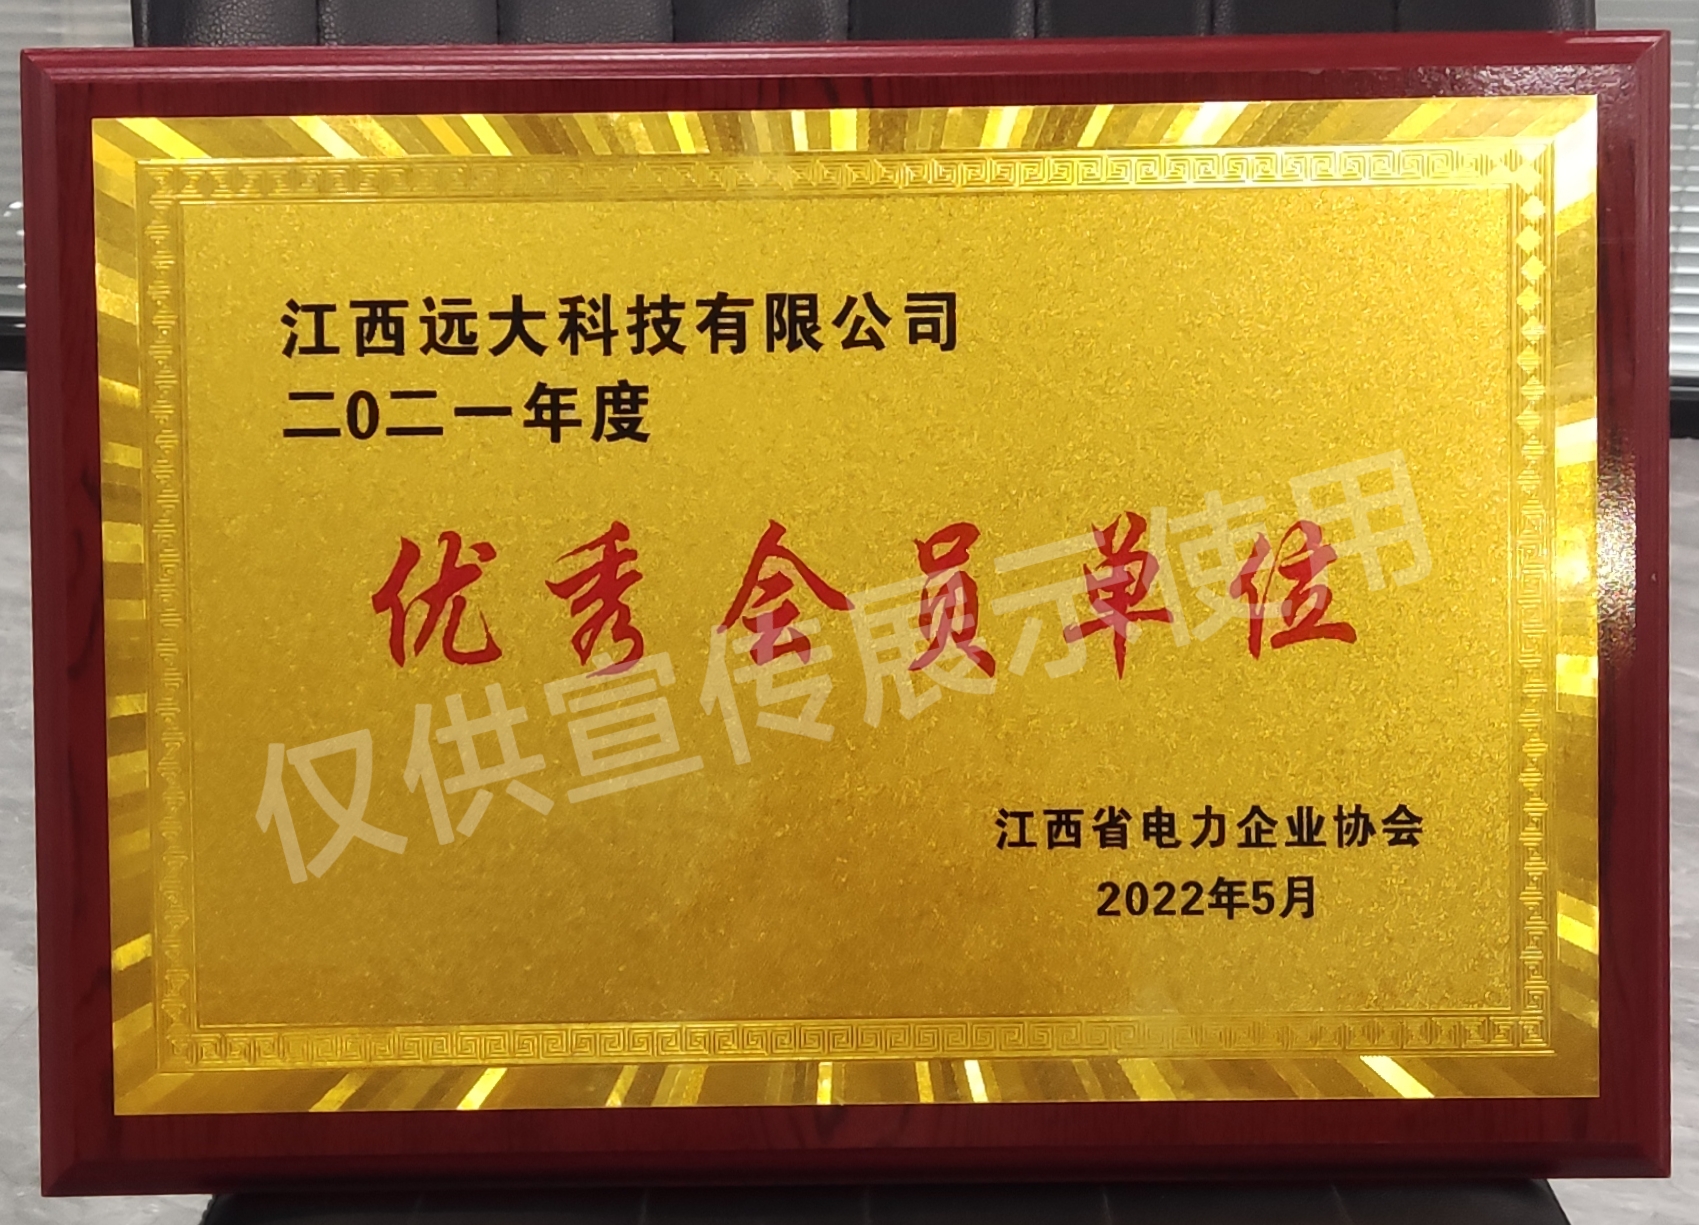 江西远大科技有限公司
二0二一年度
优秀会员单位
仅供宣传展示使用
江西省电力企业协会
2022年5月